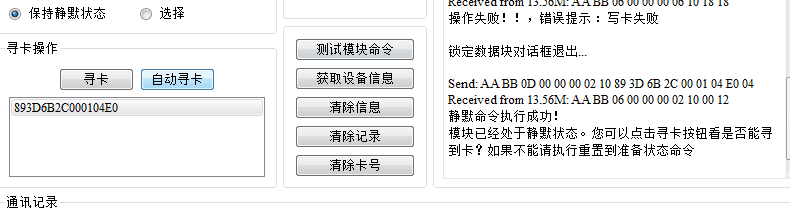 保持静默状态
选择
寻卡操作
寻卡
自动寻卡
893D6B2C000104E0
测试模块命令
获取设备信息
清除信息
清除记录
清除卡号
Received from 13.56M: AA BB 06 00 00 00 06 10 18 18
操作失败！！，错误提示 ：写卡失败
锁定数据块对话框退出...
Send: AA BB 0D 00 00 00 02 10 89 3D 6B 2C 00 01 04 E0 04
Received from 13.56M: AA BB 06 00 00 00 02 10 00 12
静默命令执行成功！
模块已经处于静默状态。您可以点击寻卡按钮看是否能寻
到卡？如果不能请执行重置到准备状态命令
通讯记录